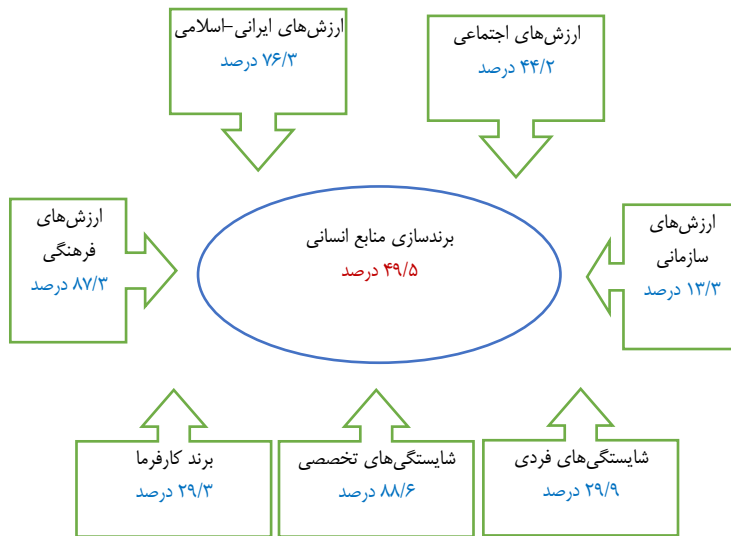 ارزش‌های ایرانی–اسلامی
۷۶/۳ درصد
ارزش‌های اجتماعی
۴۴/۲ درصد
ارزش‌های
سازمانی
۱۳/۳ درصد
برندسازی منابع انسانی
۴۹/۵ درصد
ارزش‌های
فرهنگی
۸۷/۳ درصد
شایستگی‌های فردی
۲۹/۹ درصد
شایستگی‌های تخصصی
۸۸/۶ درصد
برند کارفرما
۲۹/۳ درصد